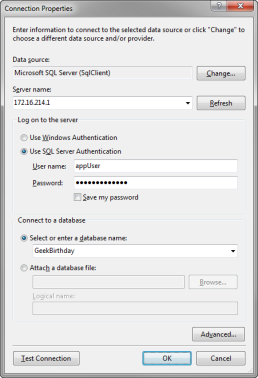 Connection Properties
Enter information to connect to the selected data source or click "Change" to
choose a different data source and/or provider.
Data source:
Microsoft SQL Server (SqlClient)
Change...
Server name:
172.16.214.1
Refresh
Log on to the server
Use Windows Authentication
Use SQL Server Authentication
User name:
appUser
Password:
●●●●●●●●●●●●●
Save my password
Connect to a database
Select or enter a database name:
GeekBirthday
Attach a database file:
Browse...
Logical name:
Advanced...
Test Connection
OK
Cancel